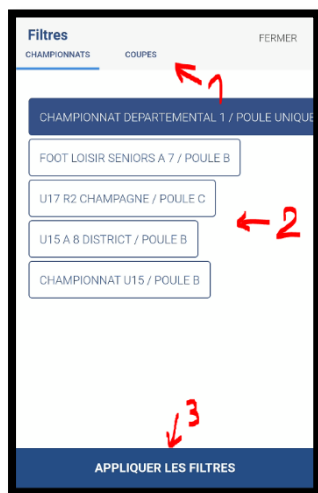 Filtres
FERMER
CHAMPIONNATS COUPES
1
CHAMPIONNAT DEPARTEMENTAL 1 / POULE UNIQUE
FOOT LOISIR SENIORS A 7 / POULE B
U17 R2 CHAMPAGNE / POULE C
2
U15 A 8 DISTRICT / POULE B
CHAMPIONNAT U15 / POULE B
3
APPLIQUER LES FILTRES